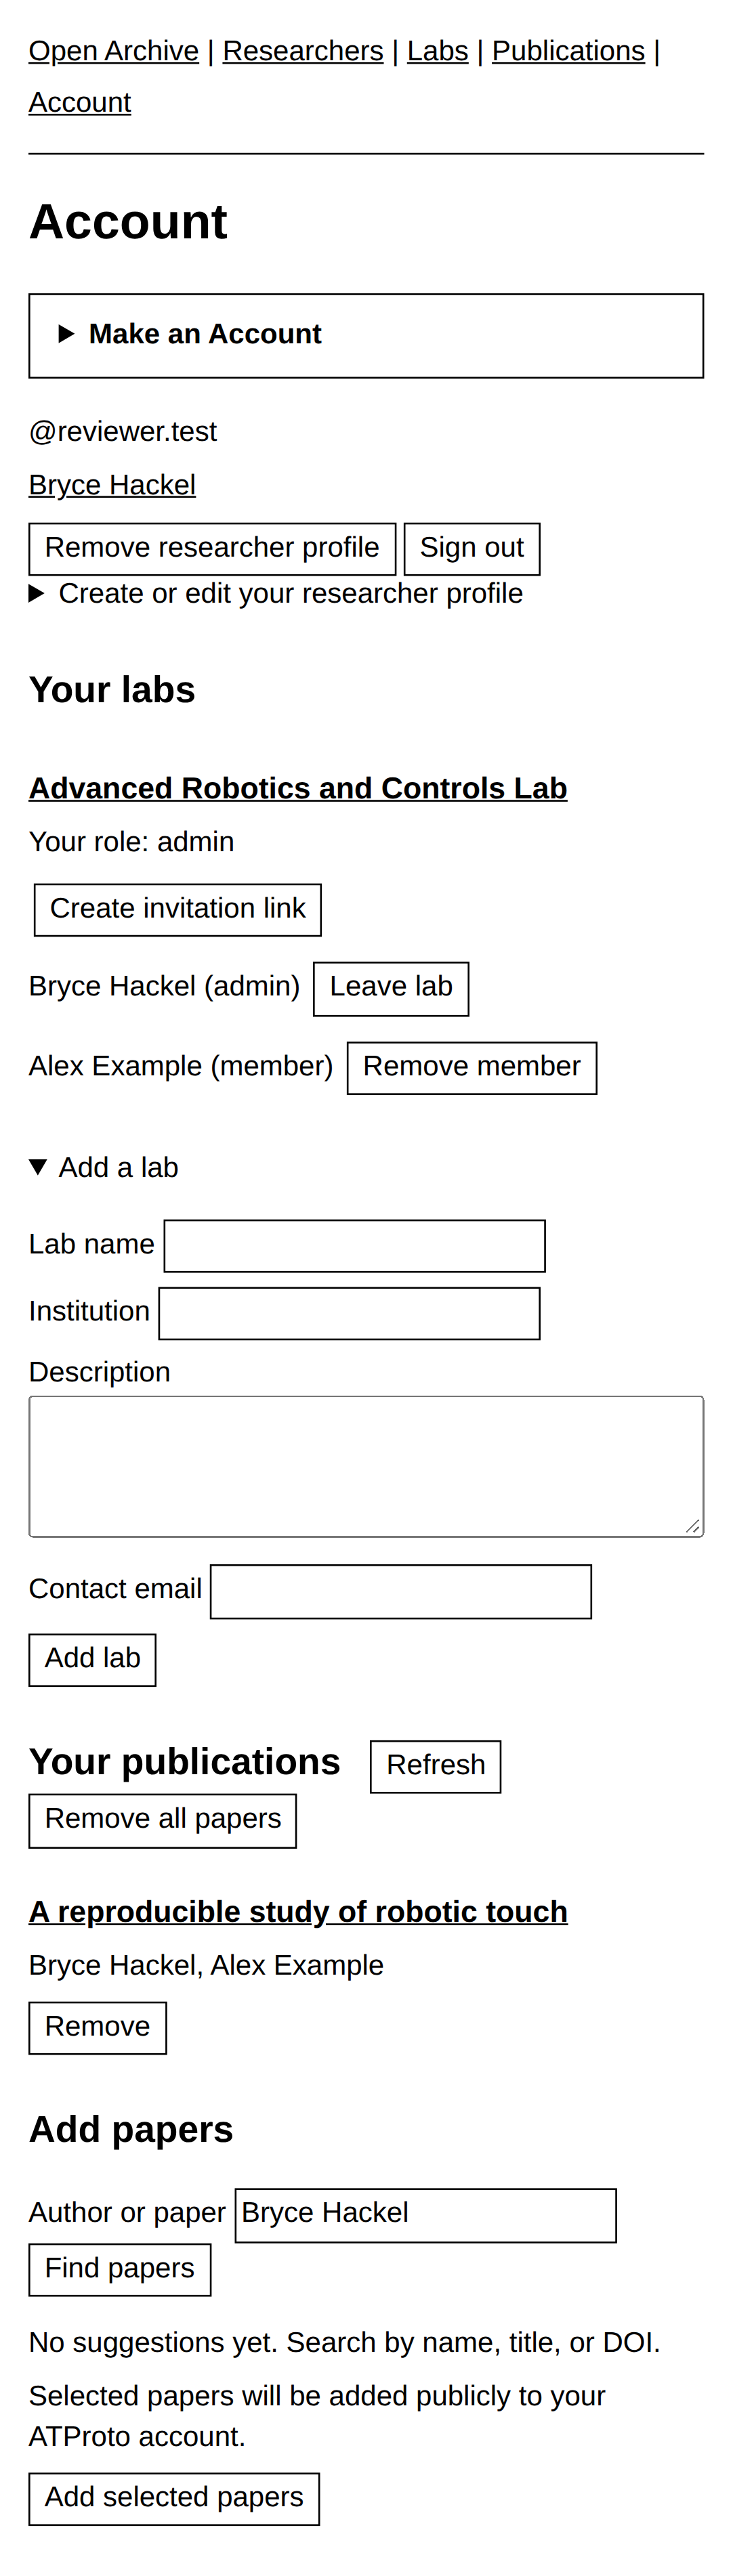 Open Archive | Researchers | Labs | Publications |
Account
Account
Make an Account
@reviewer.test
Bryce Hackel
Remove researcher profile Sign out
Create or edit your researcher profile
Your labs
Advanced Robotics and Controls Lab
Your role: admin
Create invitation link
Bryce Hackel (admin) Leave lab
Alex Example (member) Remove member
Add a lab
Lab name
Institution
Description
Contact email
Add lab
Your publications Refresh
Remove all papers
A reproducible study of robotic touch
Bryce Hackel, Alex Example
Remove
Add papers
Author or paper Bryce Hackel
Find papers
No suggestions yet. Search by name, title, or DOI.
Selected papers will be added publicly to your
ATProto account.
Add selected papers